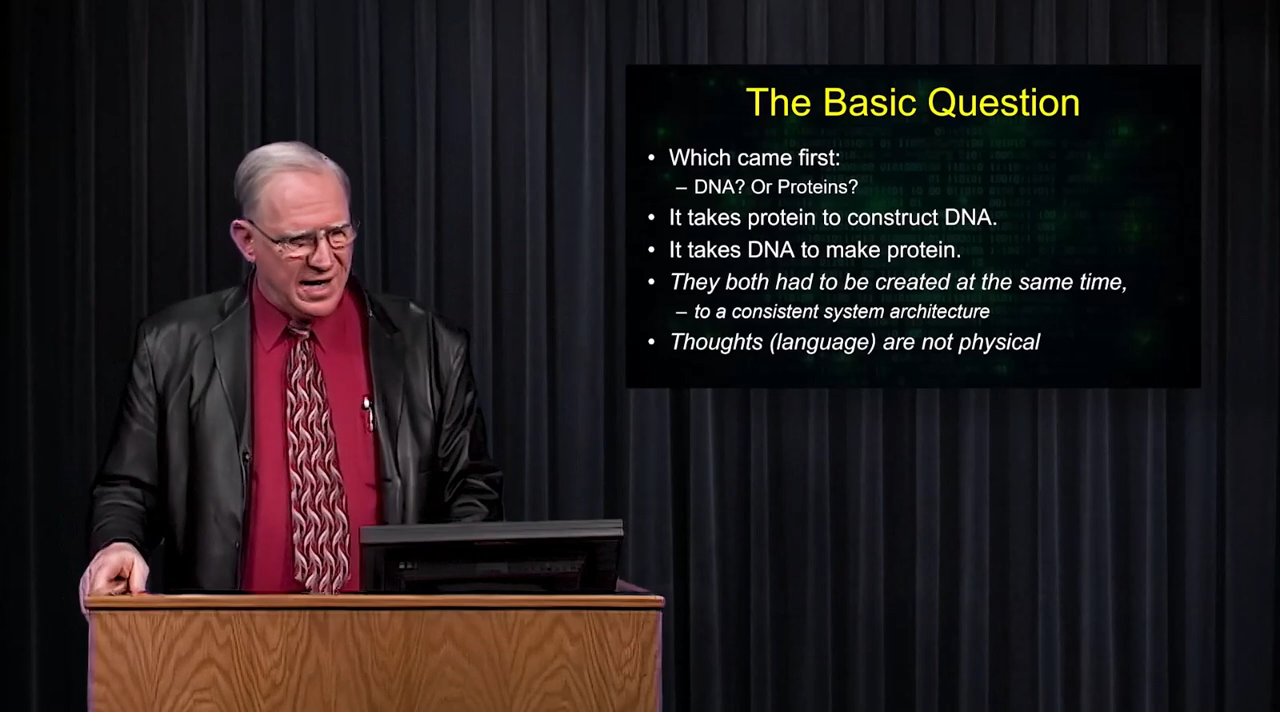 The Basic Question
• Which came first:
– DNA? Or Proteins?
• It takes protein to construct DNA.
• It takes DNA to make protein.
• They both had to be created at the same time,
– to a consistent system architecture
• Thoughts (language) are not physical